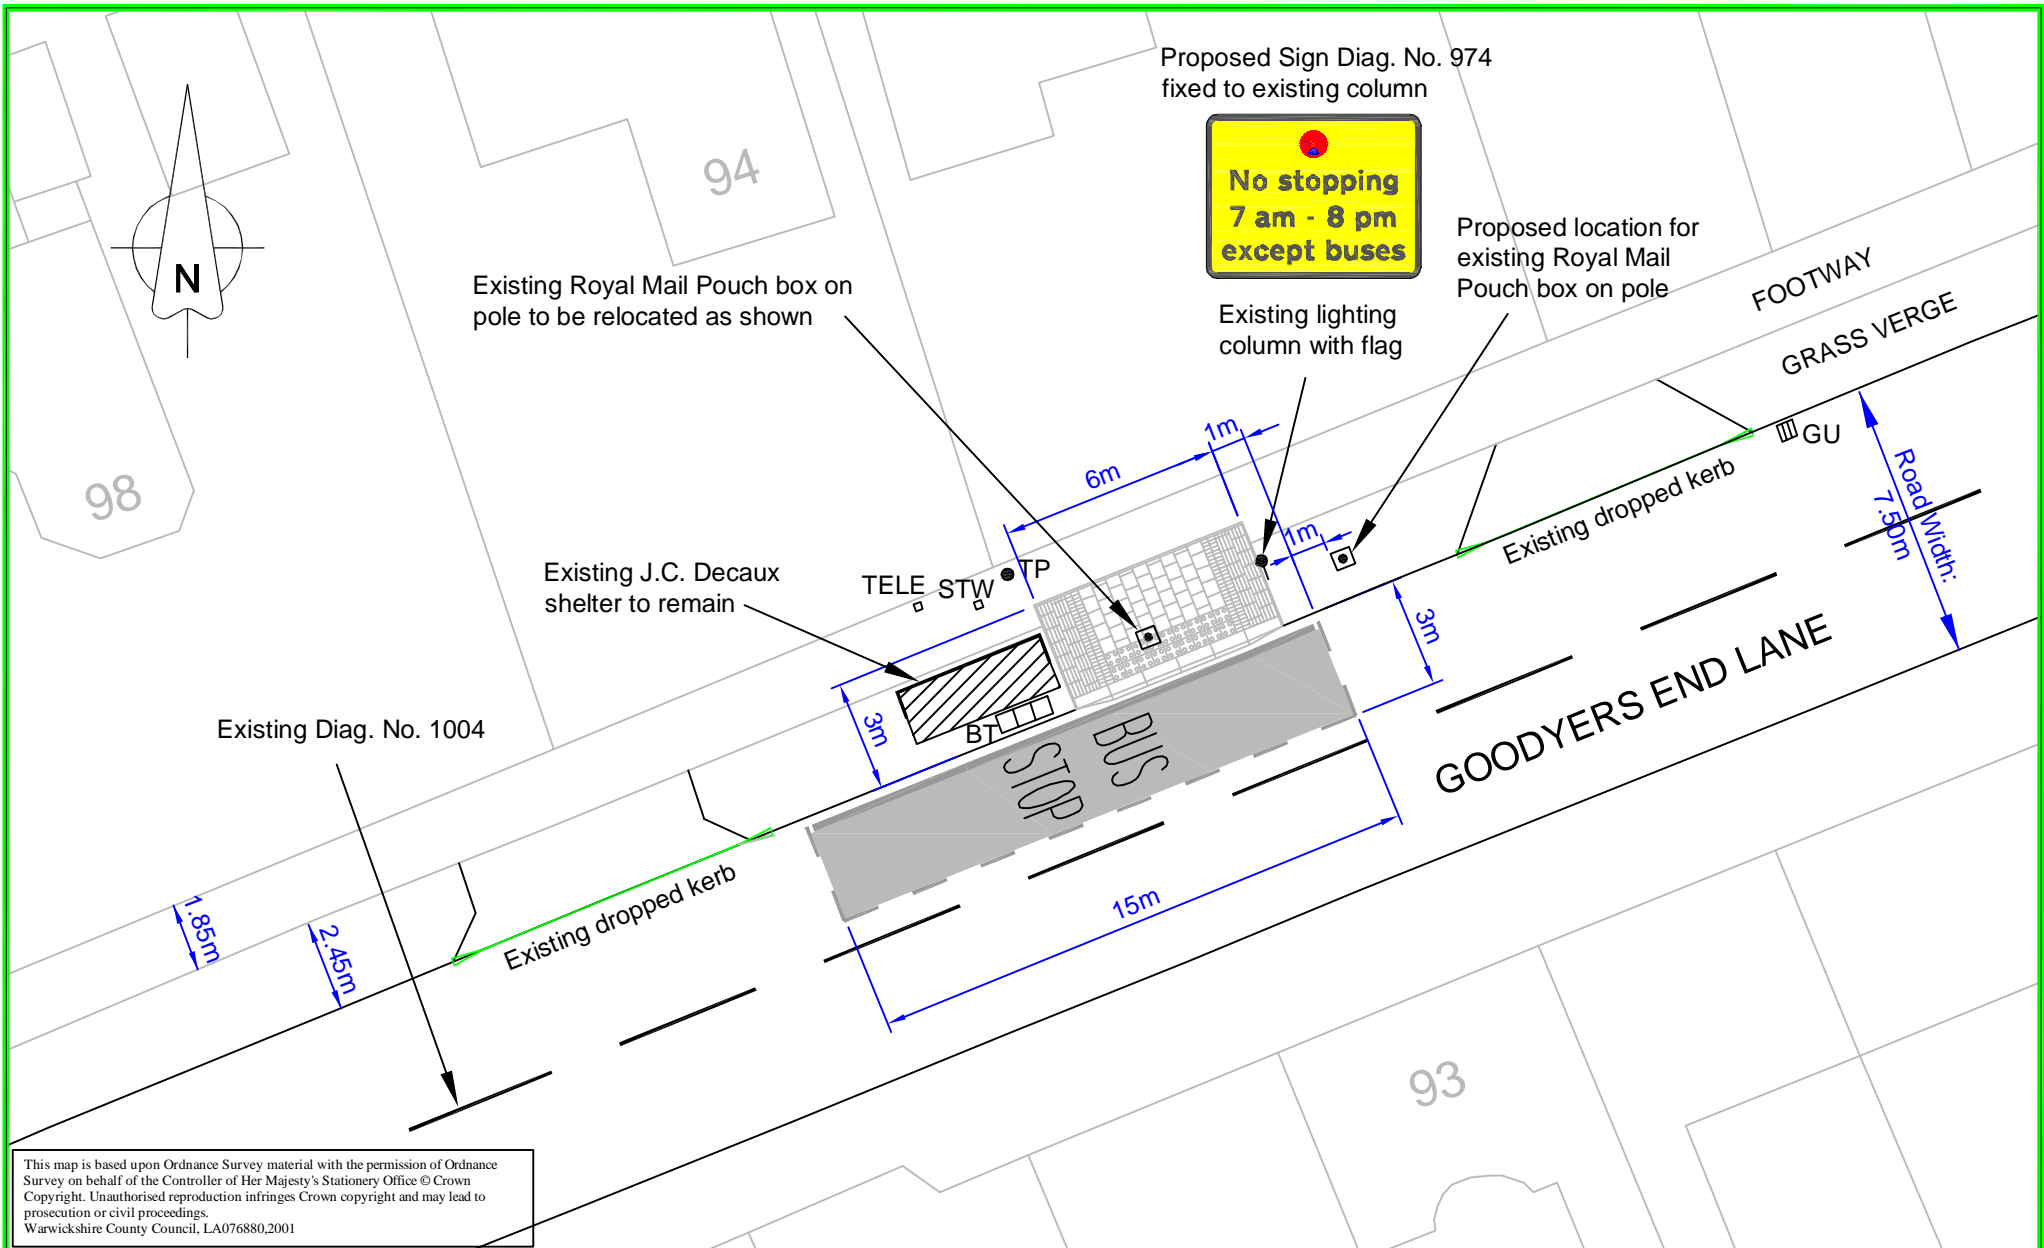 Proposed Sign Diag. No. 974
fixed to existing column
No stopping
7 am - 8 pm
except buses
94
N
Existing Royal Mail Pouch box on
pole to be relocated as shown
Proposed location for
existing Royal Mail
Pouch box on pole
Existing lighting
column with flag
FOOTWAY
GRASS VERGE
98
1m
6m
1m
GU
Road Width:
7.50m
Existing dropped kerb
Existing J.C. Decaux
shelter to remain
TELE
STW
TP
3m
3m
BT
BUS
STOP
GOODYERS END LANE
Existing Diag. No. 1004
15m
Existing dropped kerb
1.85m
2.45m
93
This map is based upon Ordnance Survey material with the permission of Ordnance
Survey on behalf of the Controller of Her Majesty's Stationery Office © Crown
Copyright. Unauthorised reproduction infringes Crown copyright and may lead to
prosecution or civil proceedings.
Warwickshire County Council, LA076880,2001